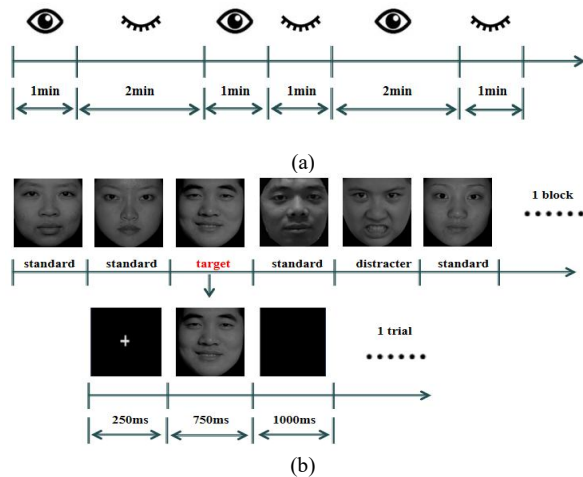 1min 2min 1min 1min 2min 1min
(a)
1 block
standard standard target standard distracter standard
1 trial
250ms 750ms 1000ms
(b)